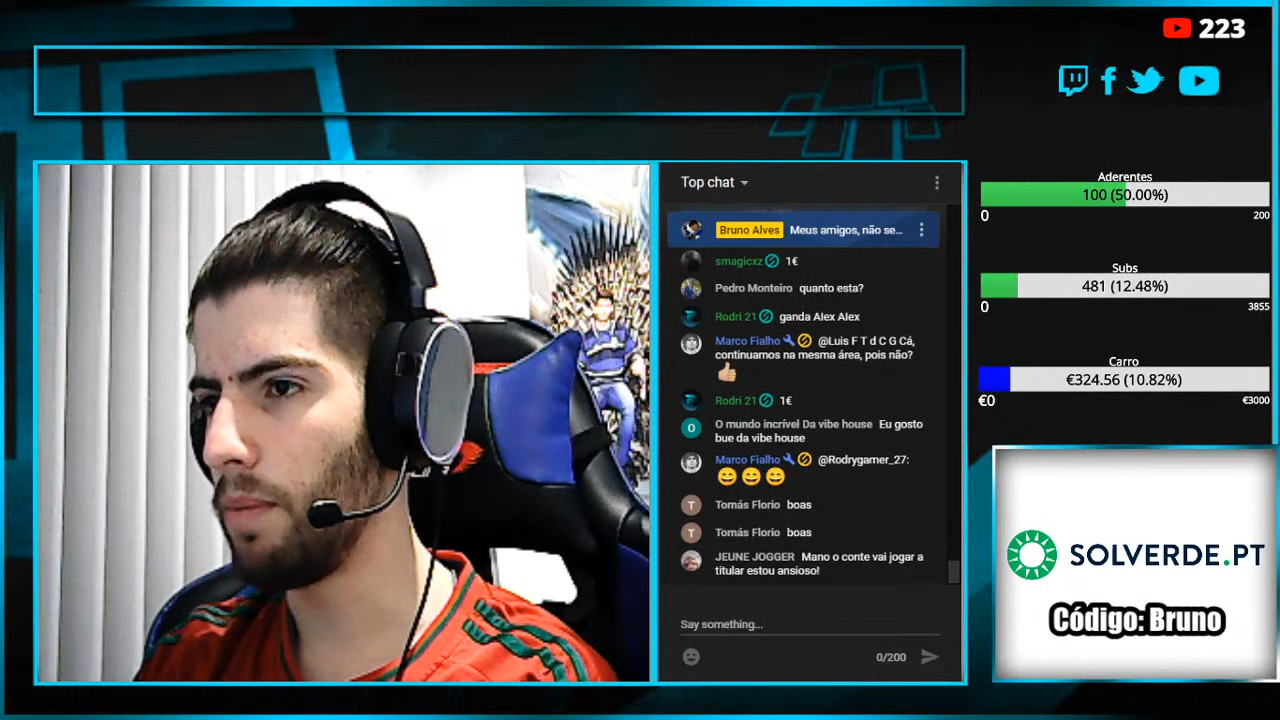 223
Top chat
Bruno Alves Meus amigos, não se...
smagicxz 1€
Pedro Monteiro quanto esta?
Rodri 21 ganda Alex Alex
Marco Fialho @Luis F T d C G Cá,
continuamos na mesma área, pois não?
Rodri 21 1€
O mundo incrível Da vibe house Eu gosto
bue da vibe house
Marco Fialho @Rodrygamer_27:
Tomás Florio boas
Tomás Florio boas
JEUNE JOGGER Mano o conte vai jogar a
titular estou ansioso!
Say something...
0/200
Aderentes
100 (50.00%)
0 200
Subs
481 (12.48%)
0 3855
Carro
€324.56 (10.82%)
€0 €3000
SOLVERDE.PT
Código: Bruno